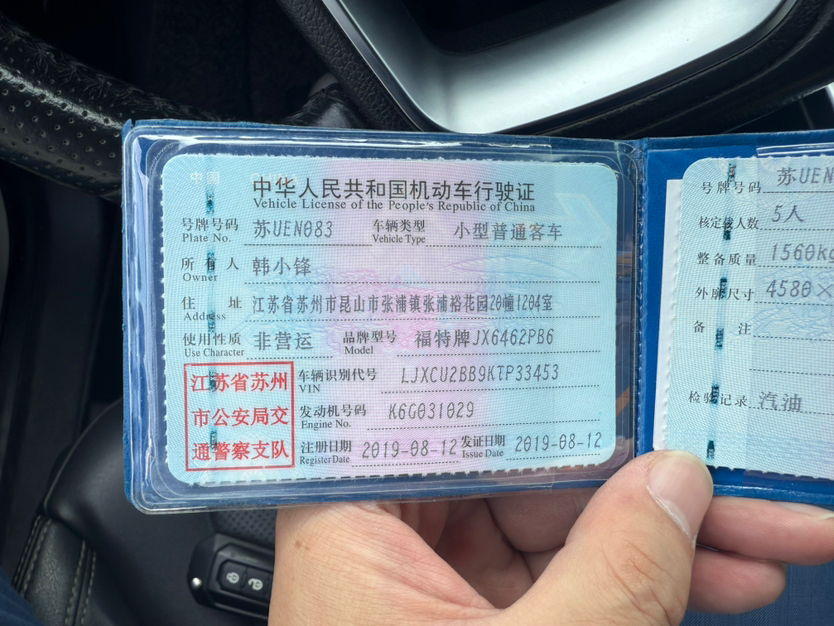 中国 CHINA
中华人民共和国机动车行驶证
Vehicle License of the People's Republic of China
号牌号码 苏UEN083 车辆类型 小型普通客车
Plate No. Vehicle Type
所有人 韩小锋
Owner
住址 江苏省苏州市昆山市张浦镇张浦裕花园20幢1204室
Address
使用性质 非营运 品牌型号 福特牌JX6462PB6
Use Character Model
江苏省苏州
市公安局交
通警察支队
车辆识别代号 LJXCU2BB9KTP33453
VIN
发动机号码 K6G031029
Engine No.
注册日期 2019-08-12 发证日期 2019-08-12
Register Date Issue Date
号牌号码 苏UEN
核定载人数 5人
整备质量 1560kg
外廓尺寸 4580×
备注
检验记录 汽油